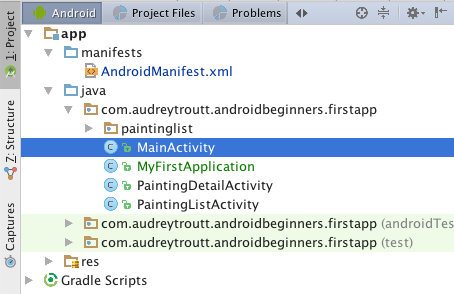 Android Project Files Problems
1: Project
Z: Structure
Captures
app
manifests
AndroidManifest.xml
java
com.audreytroutt.androidbeginners.firstapp
paintinglist
MainActivity
MyFirstApplication
PaintingDetailActivity
PaintingListActivity
com.audreytroutt.androidbeginners.firstapp (androidTes
com.audreytroutt.androidbeginners.firstapp (test)
res
Gradle Scripts